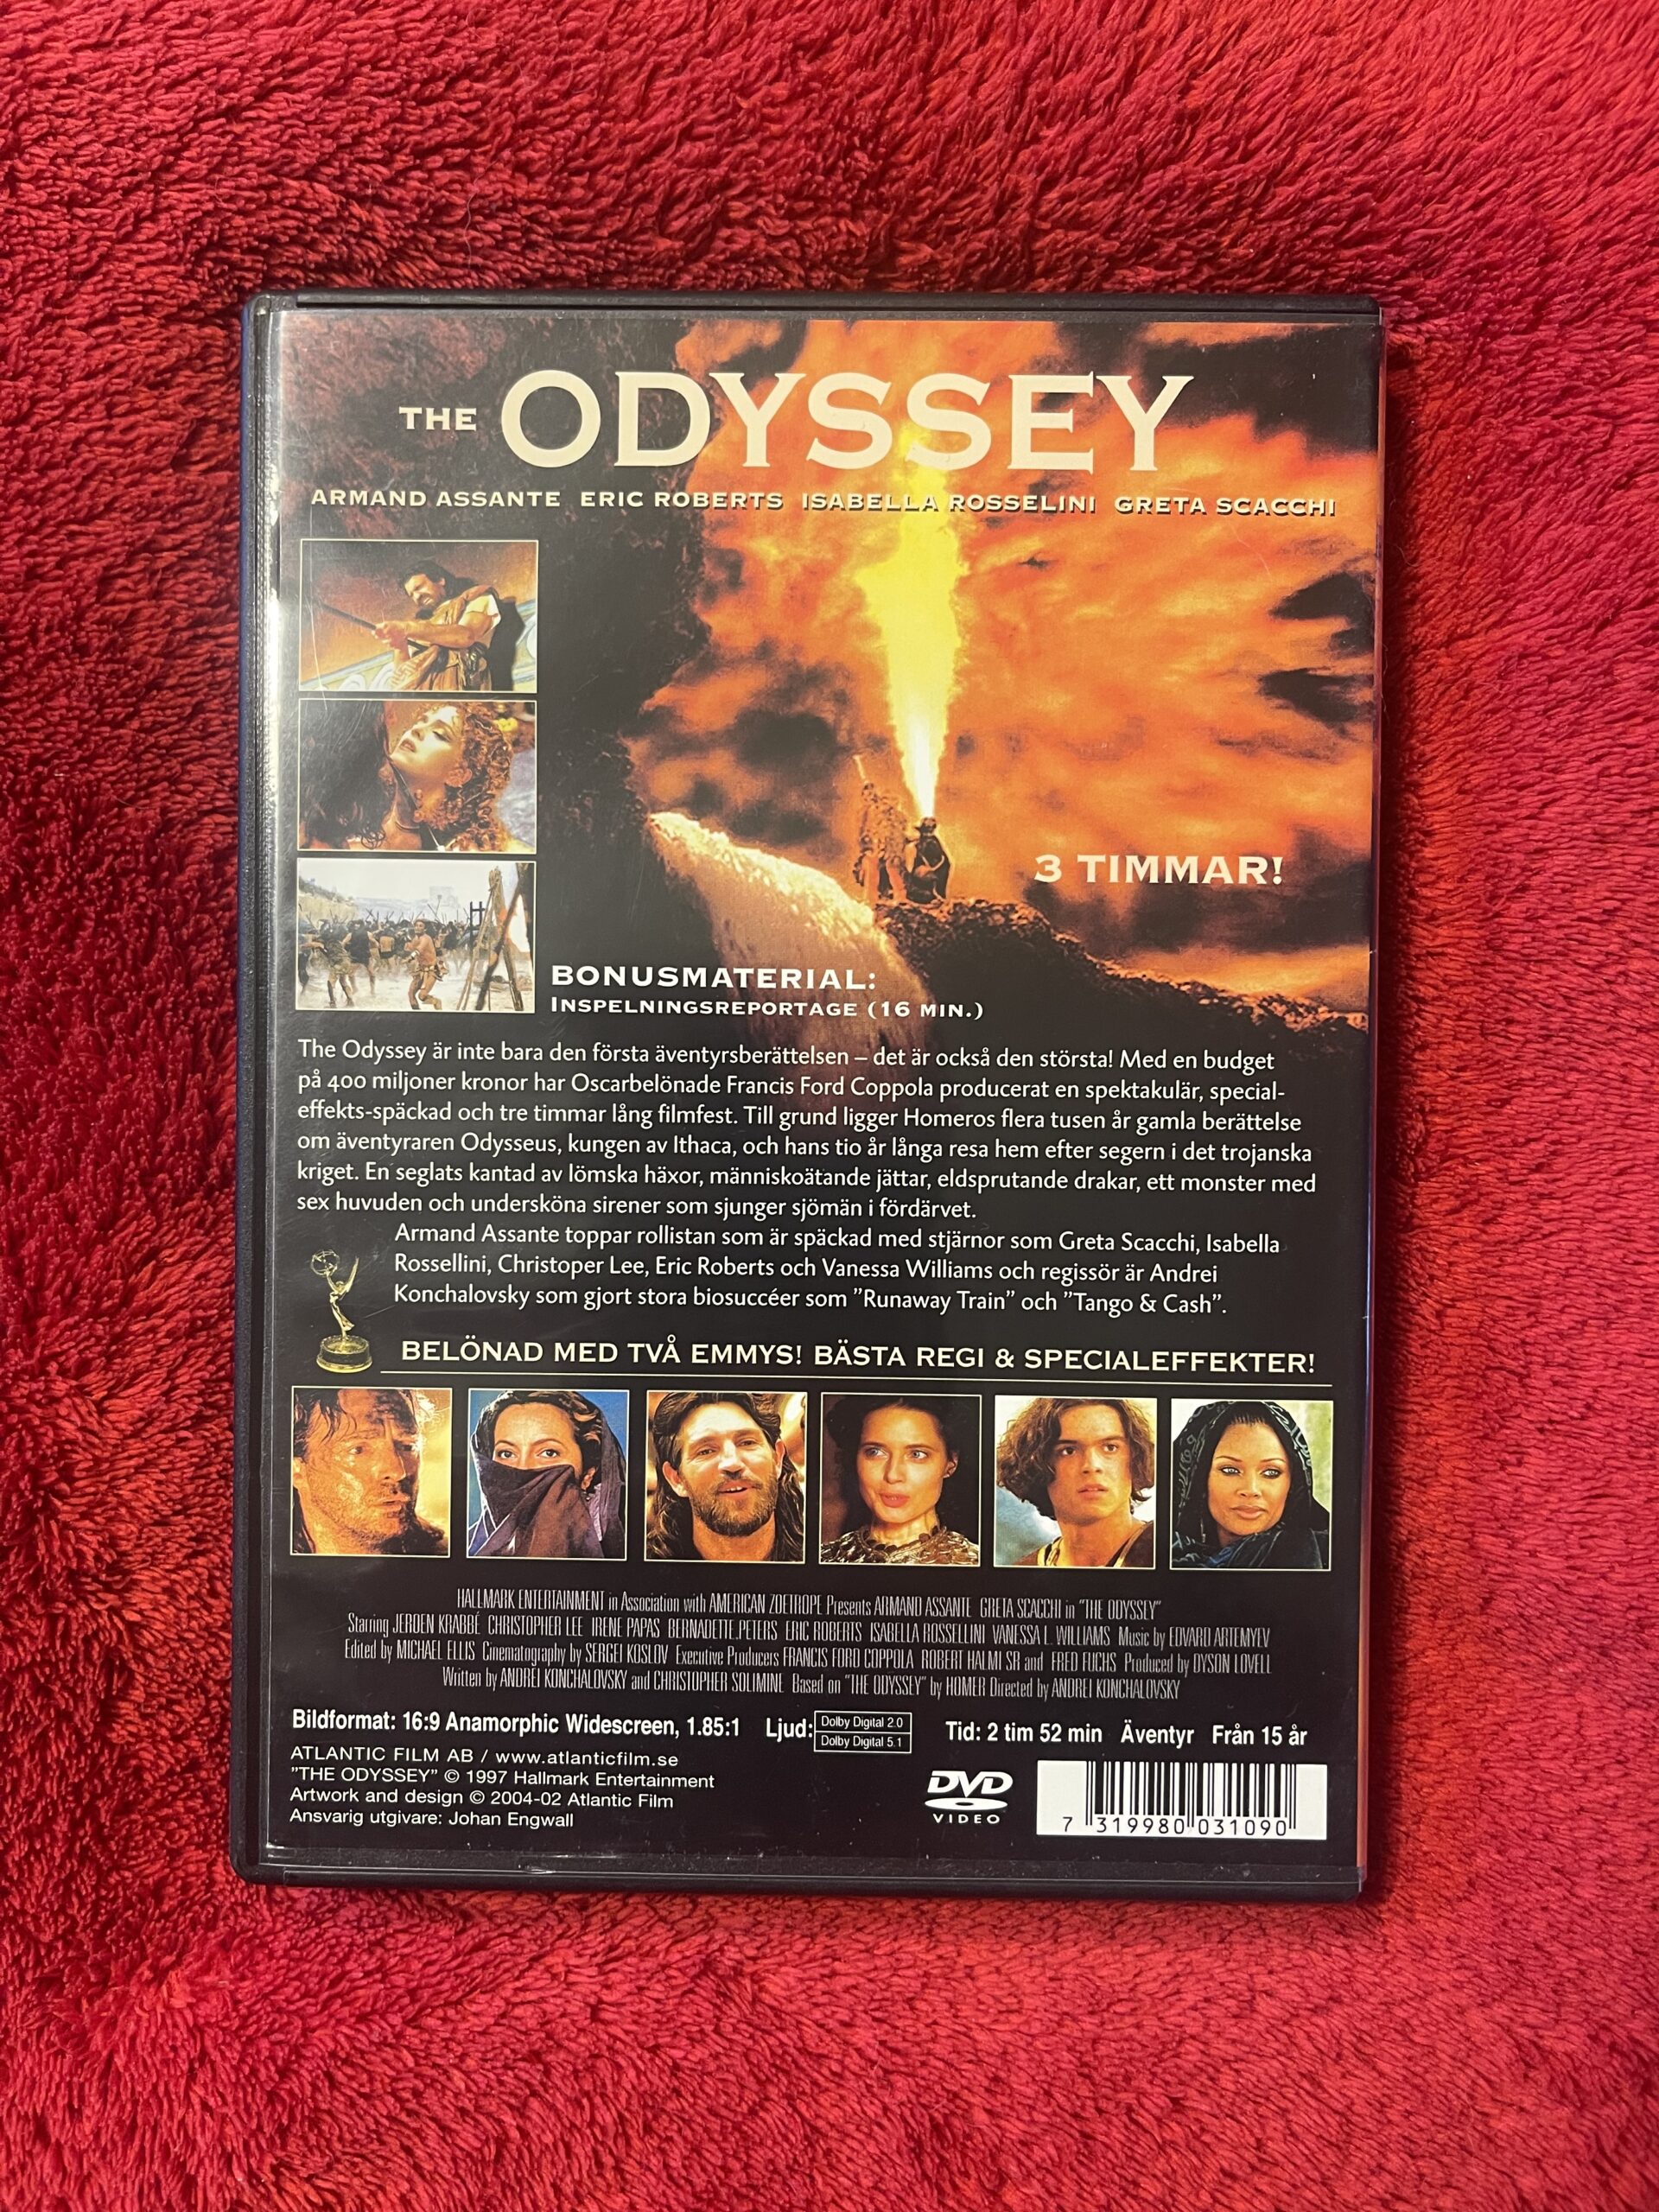 THE ODYSSEY
ARMAND ASSANTE ERIC ROBERTS ISABELLA ROSSELINI GRETA SCACCHI
3 TIMMAR!
BONUSMATERIAL:
INSPELNINGSREPORTAGE (16 MIN.)
The Odyssey är inte bara den första äventyrsberättelsen – det är också den största! Med en budget
på 400 miljoner kronor har Oscarbelönade Francis Ford Coppola producerat en spektakulär, special-
effekts-späckad och tre timmar lång filmfest. Till grund ligger Homeros flera tusen år gamla berättelse
om äventyraren Odysseus, kungen av Ithaca, och hans tio år långa resa hem efter segern i det trojanska
kriget. En seglats kantad av lömska häxor, människoätande jättar, eldsprutande drakar, ett monster med
sex huvuden och undersköna sirener som sjunger sjömän i fördärvet.
Armand Assante toppar rollistan som är späckad med stjärnor som Greta Scacchi, Isabella
Rossellini, Christoper Lee, Eric Roberts och Vanessa Williams och regissör är Andrei
Konchalovsky som gjort stora biosuccéer som ”Runaway Train” och ”Tango & Cash”.
BELÖNAD MED TVÅ EMMYS! BÄSTA REGI & SPECIALEFFEKTER!
HALLMARK ENTERTAINMENT in Association with AMERICAN ZOETROPE Presents ARMAND ASSANTE GRETA SCACCHI in "THE ODYSSEY"
Starring JEROEN KRABBÉ CHRISTOPHER LEE IRENE PAPAS BERNADETTE.PETERS ERIC ROBERTS ISABELLA ROSSELLINI VANESSA L. WILLIAMS Music by EDVARD ARTEMYEV
Edited by MICHAEL ELLIS Cinematography by SERGEI KOSLOV Executive Producers FRANCIS FORD COPPOLA ROBERT HALMI SR and FRED FUCHS Produced by DYSON LOVELL
Written by ANDREI KONCHALOVSKY and CHRISTOPHER SOLIMINE Based on "THE ODYSSEY" by HOMER Directed by ANDREI KONCHALOVSKY
Bildformat: 16:9 Anamorphic Widescreen, 1.85:1 Ljud: Dolby Digital 2.0 Dolby Digital 5.1 Tid: 2 tim 52 min Äventyr Från 15 år
ATLANTIC FILM AB / www.atlanticfilm.se
”THE ODYSSEY” © 1997 Hallmark Entertainment
Artwork and design © 2004-02 Atlantic Film
Ansvarig utgivare: Johan Engwall
DVD
VIDEO
7 319980 031090